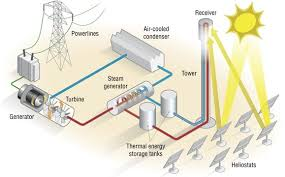 Receiver
Air-cooled
condenser
Powerlines
Tower
Steam
generator
Turbine
Generator
Thermal energy
storage tanks
Heliostats